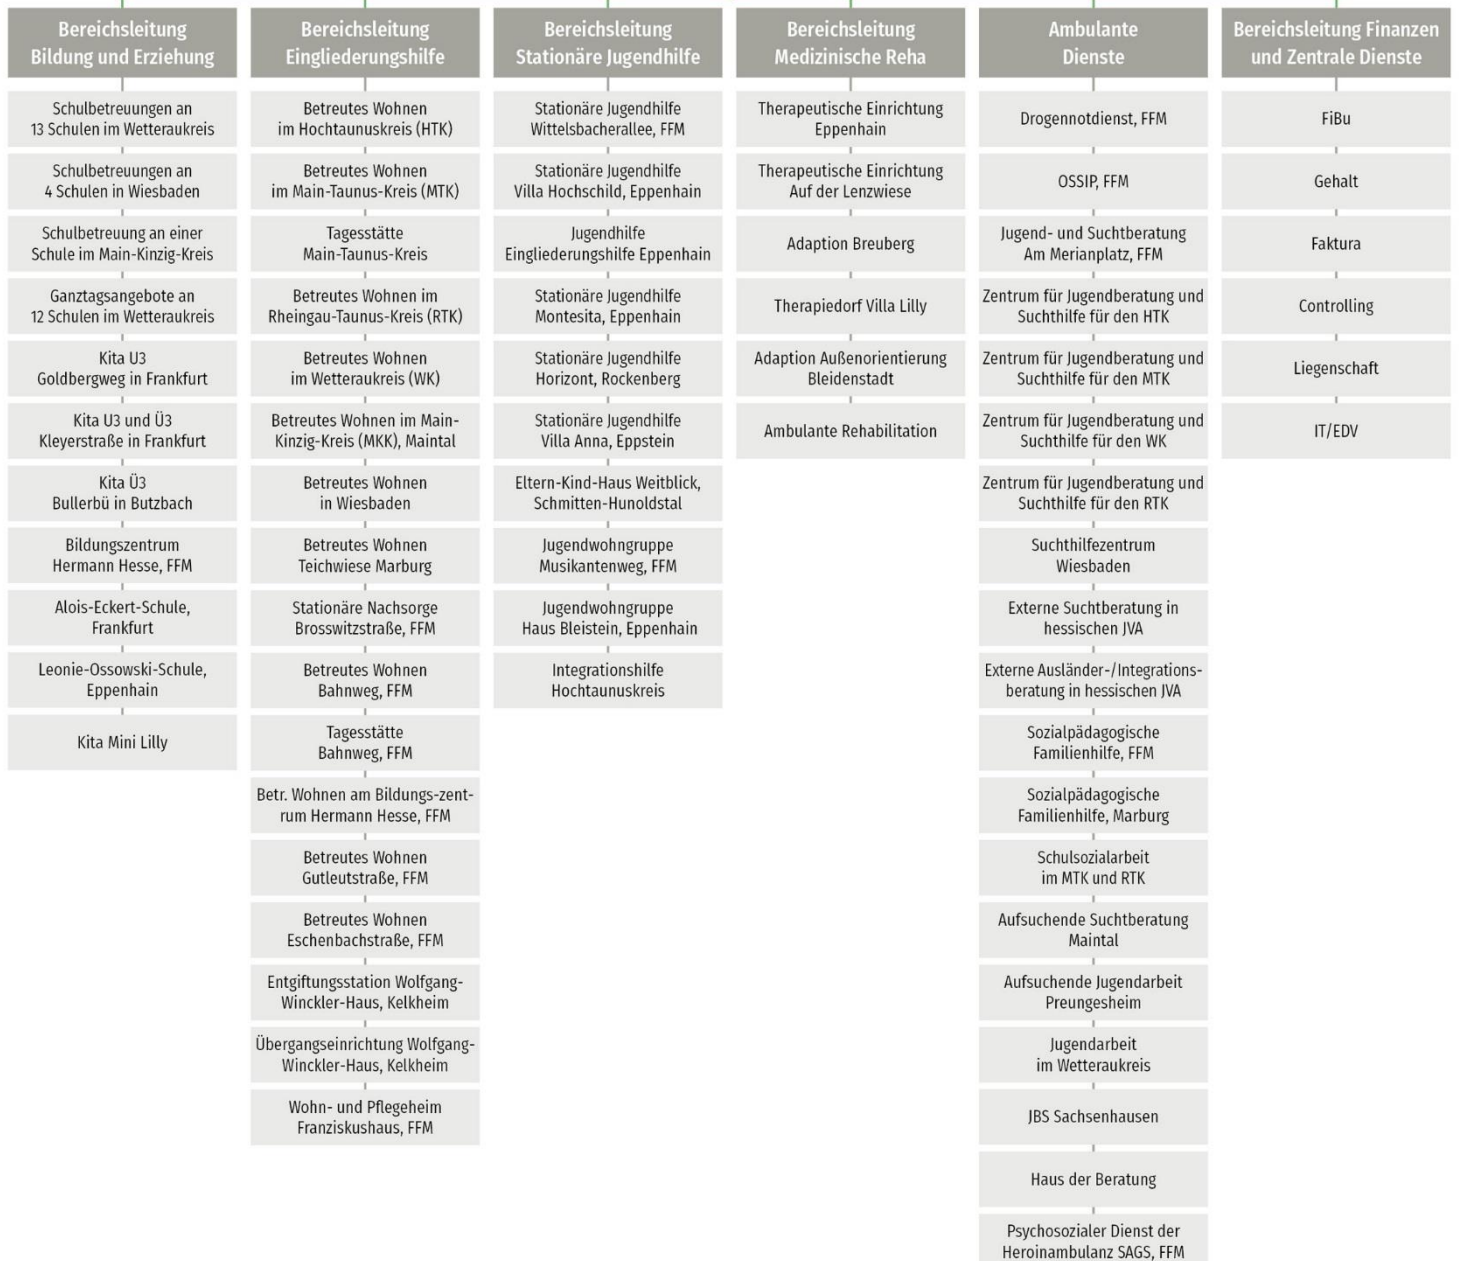 Bereichsleitung
Bildung und Erziehung
Schulbetreuungen an
13 Schulen im Wetteraukreis
Schulbetreuungen an
4 Schulen in Wiesbaden
Schulbetreuung an einer
Schule im Main-Kinzig-Kreis
Ganztagsangebote an
12 Schulen im Wetteraukreis
Kita U3
Goldbergweg in Frankfurt
Kita U3 und Ü3
Kleyerstraße in Frankfurt
Kita Ü3
Bullerbü in Butzbach
Bildungszentrum
Hermann Hesse, FFM
Alois-Eckert-Schule,
Frankfurt
Leonie-Ossowski-Schule,
Eppenhain
Kita Mini Lilly
Bereichsleitung
Eingliederungshilfe
Betreutes Wohnen
im Hochtaunuskreis (HTK)
Betreutes Wohnen
im Main-Taunus-Kreis (MTK)
Tagesstätte
Main-Taunus-Kreis
Betreutes Wohnen im
Rheingau-Taunus-Kreis (RTK)
Betreutes Wohnen
im Wetteraukreis (WK)
Betreutes Wohnen im Main-
Kinzig-Kreis (MKK), Maintal
Betreutes Wohnen
in Wiesbaden
Betreutes Wohnen
Teichwiese Marburg
Stationäre Nachsorge
Brosswitzstraße, FFM
Betreutes Wohnen
Bahnweg, FFM
Tagesstätte
Bahnweg, FFM
Betr. Wohnen am Bildungs-zent-
rum Hermann Hesse, FFM
Betreutes Wohnen
Gutleutstraße, FFM
Betreutes Wohnen
Eschenbachstraße, FFM
Entgiftungsstation Wolfgang-
Winckler-Haus, Kelkheim
Übergangseinrichtung Wolfgang-
Winckler-Haus, Kelkheim
Wohn- und Pflegeheim
Franziskushaus, FFM
Bereichsleitung
Stationäre Jugendhilfe
Stationäre Jugendhilfe
Wittelsbacherallee, FFM
Stationäre Jugendhilfe
Villa Hochschild, Eppenhain
Jugendhilfe
Eingliederungshilfe Eppenhain
Stationäre Jugendhilfe
Montesita, Eppenhain
Stationäre Jugendhilfe
Horizont, Rockenberg
Stationäre Jugendhilfe
Villa Anna, Eppstein
Eltern-Kind-Haus Weitblick,
Schmitten-Hunoldstal
Jugendwohngruppe
Musikantenweg, FFM
Jugendwohngruppe
Haus Bleistein, Eppenhain
Integrationshilfe
Hochtaunuskreis
Bereichsleitung
Medizinische Reha
Therapeutische Einrichtung
Eppenhain
Therapeutische Einrichtung
Auf der Lenzwiese
Adaption Breuberg
Therapiedorf Villa Lilly
Adaption Außenorientierung
Bleidenstadt
Ambulante Rehabilitation
Ambulante
Dienste
Drogennotdienst, FFM
OSSIP, FFM
Jugend- und Suchtberatung
Am Merianplatz, FFM
Zentrum für Jugendberatung und
Suchthilfe für den HTK
Zentrum für Jugendberatung und
Suchthilfe für den MTK
Zentrum für Jugendberatung und
Suchthilfe für den WK
Zentrum für Jugendberatung und
Suchthilfe für den RTK
Suchthilfezentrum
Wiesbaden
Externe Suchtberatung in
hessischen JVA
Externe Ausländer-/Integrations-
beratung in hessischen JVA
Sozialpädagogische
Familienhilfe, FFM
Sozialpädagogische
Familienhilfe, Marburg
Schulsozialarbeit
im MTK und RTK
Aufsuchende Suchtberatung
Maintal
Aufsuchende Jugendarbeit
Preungesheim
Jugendarbeit
im Wetteraukreis
JBS Sachsenhausen
Haus der Beratung
Psychosozialer Dienst der
Heroinambulanz SAGS, FFM
Bereichsleitung Finanzen
und Zentrale Dienste
FiBu
Gehalt
Faktura
Controlling
Liegenschaft
IT/EDV